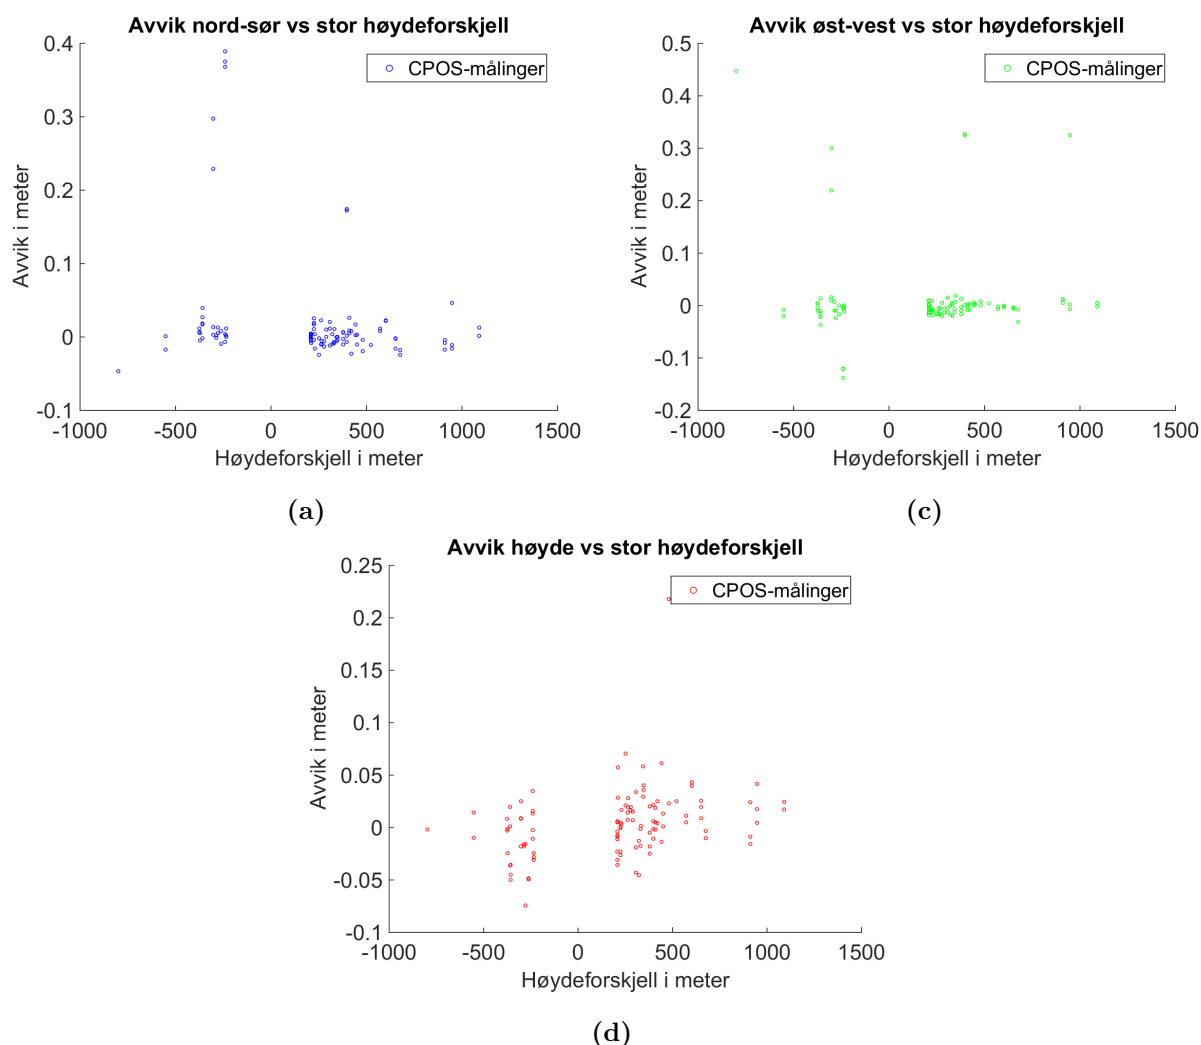 Avvik nord-sør vs stor høydeforskjell
CPOS-målinger
0.4
0.3
0.2
0.1
0
-0.1
-1000 -500 0 500 1000 1500
Avvik i meter
Høydeforskjell i meter
(a)
Avvik øst-vest vs stor høydeforskjell
CPOS-målinger
0.5
0.4
0.3
0.2
0.1
0
-0.1
-0.2
-1000 -500 0 500 1000 1500
Avvik i meter
Høydeforskjell i meter
(c)
Avvik høyde vs stor høydeforskjell
CPOS-målinger
0.25
0.2
0.15
0.1
0.05
0
-0.05
-0.1
-1000 -500 0 500 1000 1500
Avvik i meter
Høydeforskjell i meter
(d)